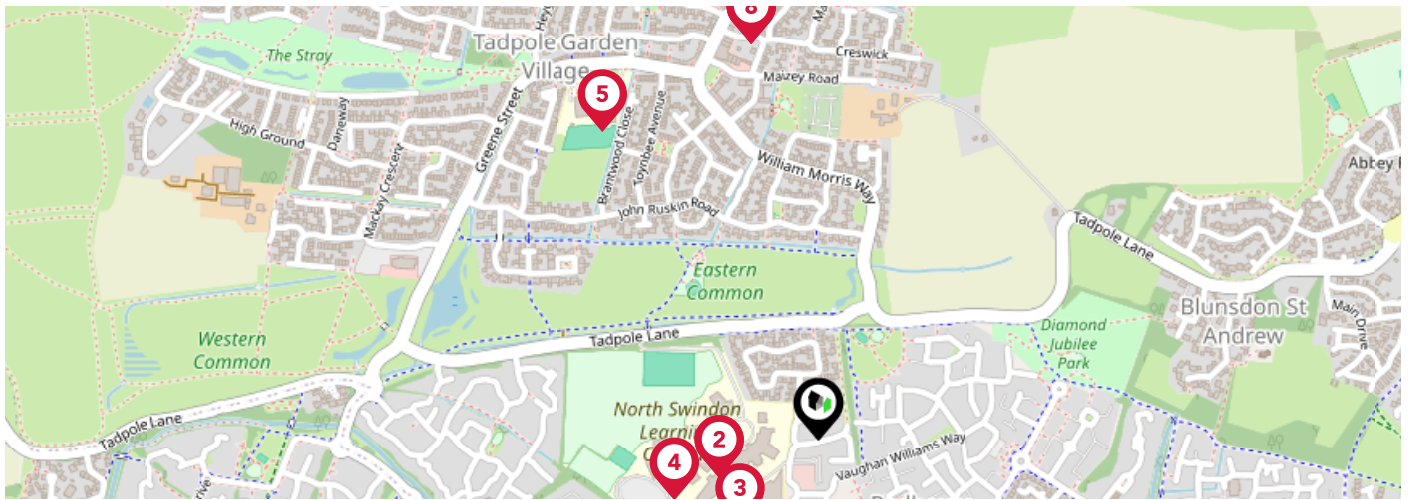 6
Creswick
Tadpole Garden
Village
The Stray
Maizey Road
5
High Ground
Daneway
Greene Street
Brantwood Close
Toynbee Avenue
Mackay Crescent
William Morris Way
John Ruskin Road
Abbey
Tadpole Lane
Eastern
Common
Blunsdon St
Andrew
Main Drive
Western
Common
Tadpole Lane
Diamond
Jubilee
Park
North Swindon
Tadpole Lane
2
4
3
Vaughan Williams Way